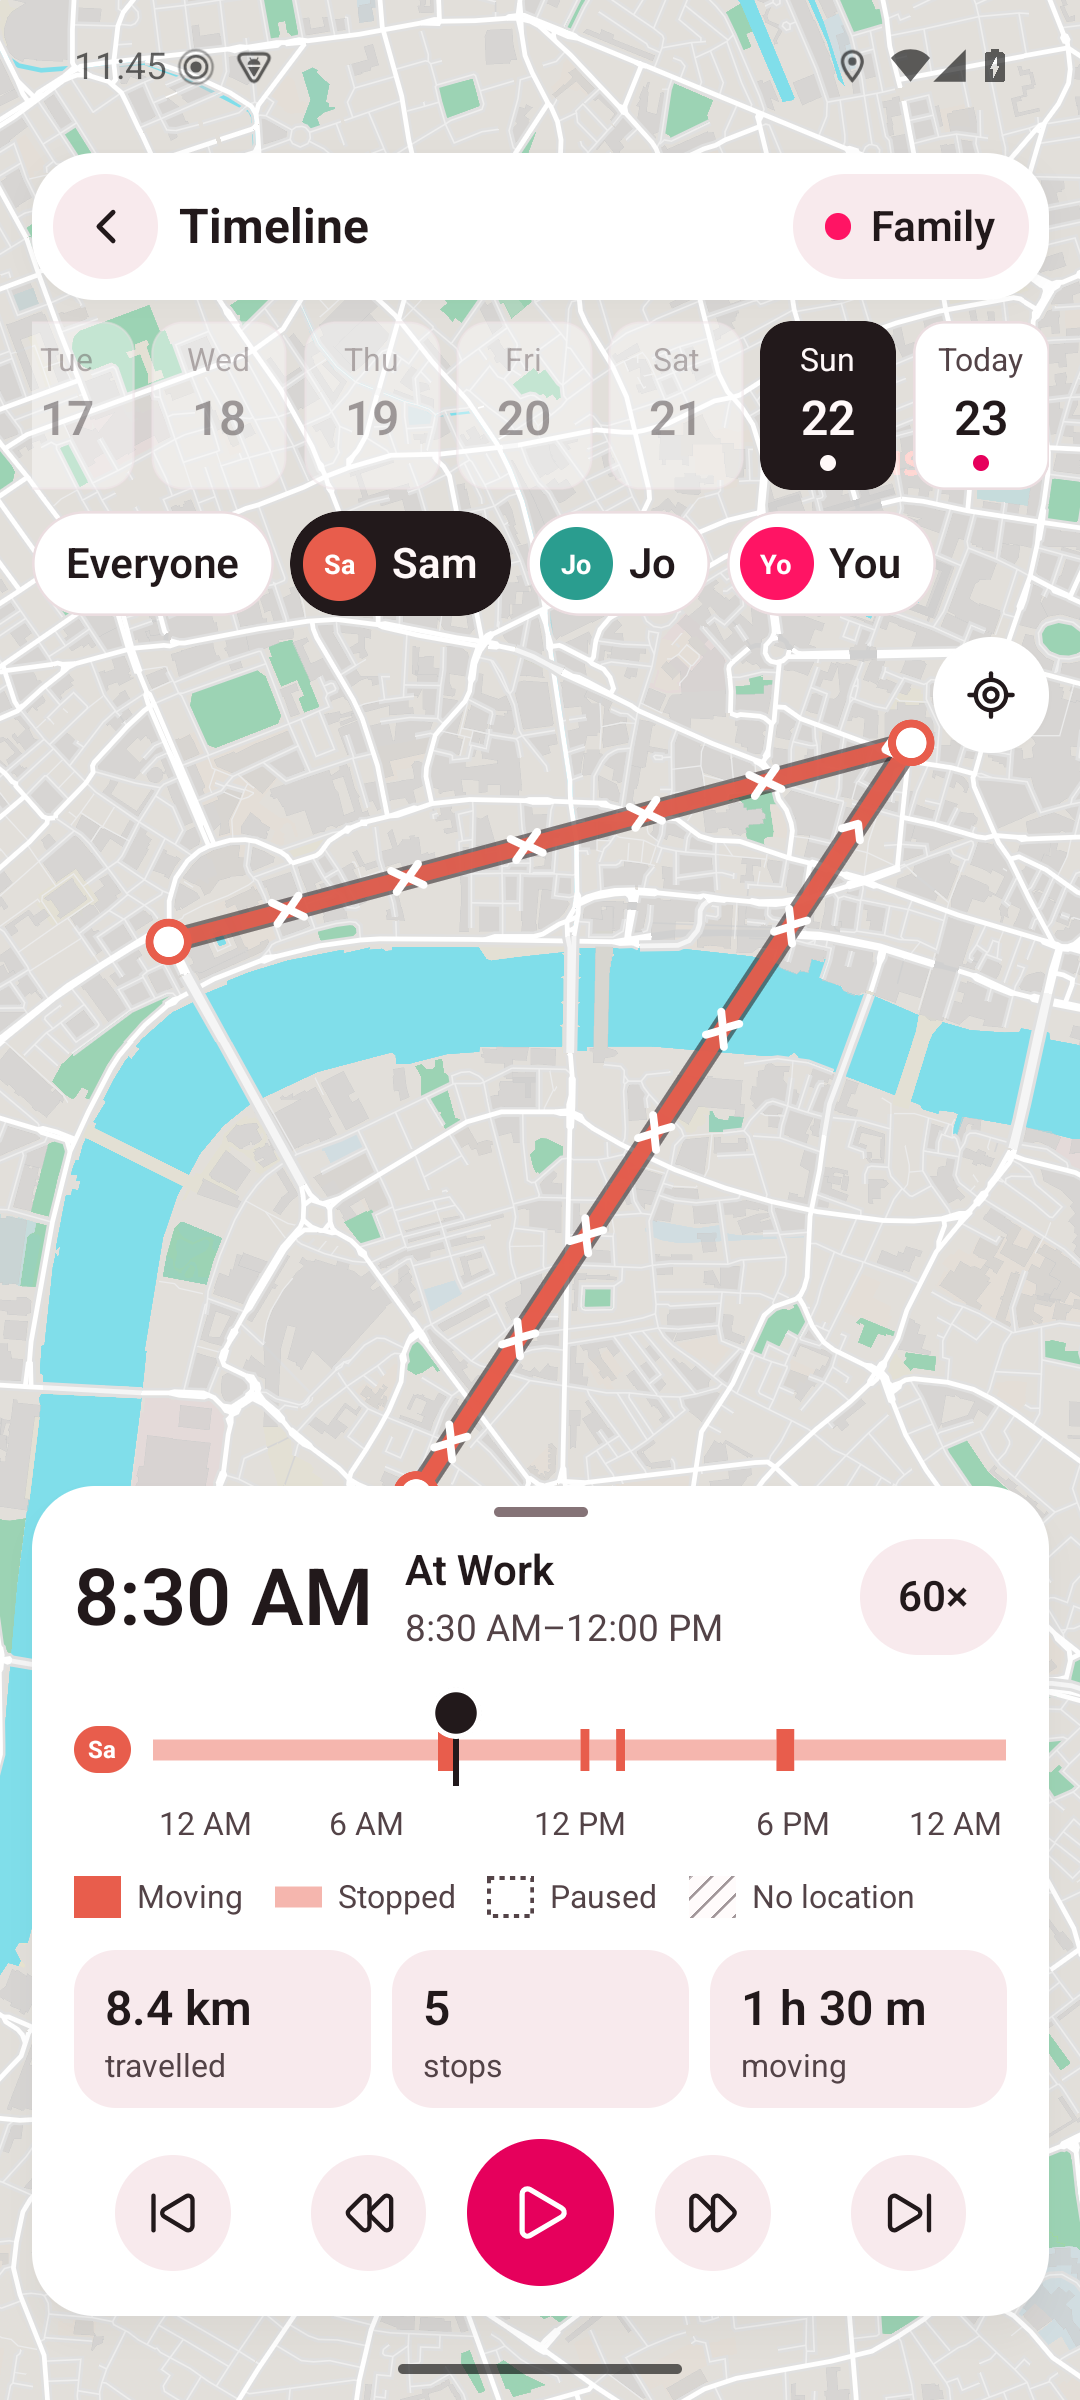 11:45
Timeline
Family
Tue
17
Wed
18
Thu
19
Fri
20
Sat
21
Sun
22
Today
23
Everyone
Sa
Sam
Jo
Jo
Yo
You
8:30 AM
At Work
8:30 AM–12:00 PM
60×
Sa
12 AM
6 AM
12 PM
6 PM
12 AM
Moving
Stopped
Paused
No location
8.4 km
travelled
5
stops
1 h 30 m
moving